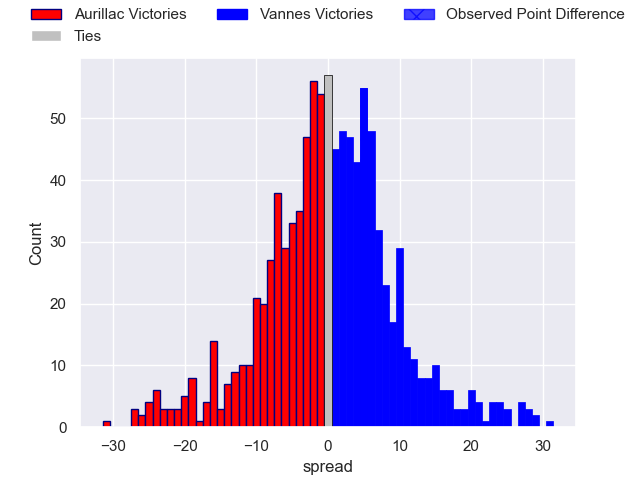 Aurillac Victories
Vannes Victories
Observed Point Difference
Ties
Count
50
40
30
20
10
0
−30
−20
−10
0
10
20
30
spread